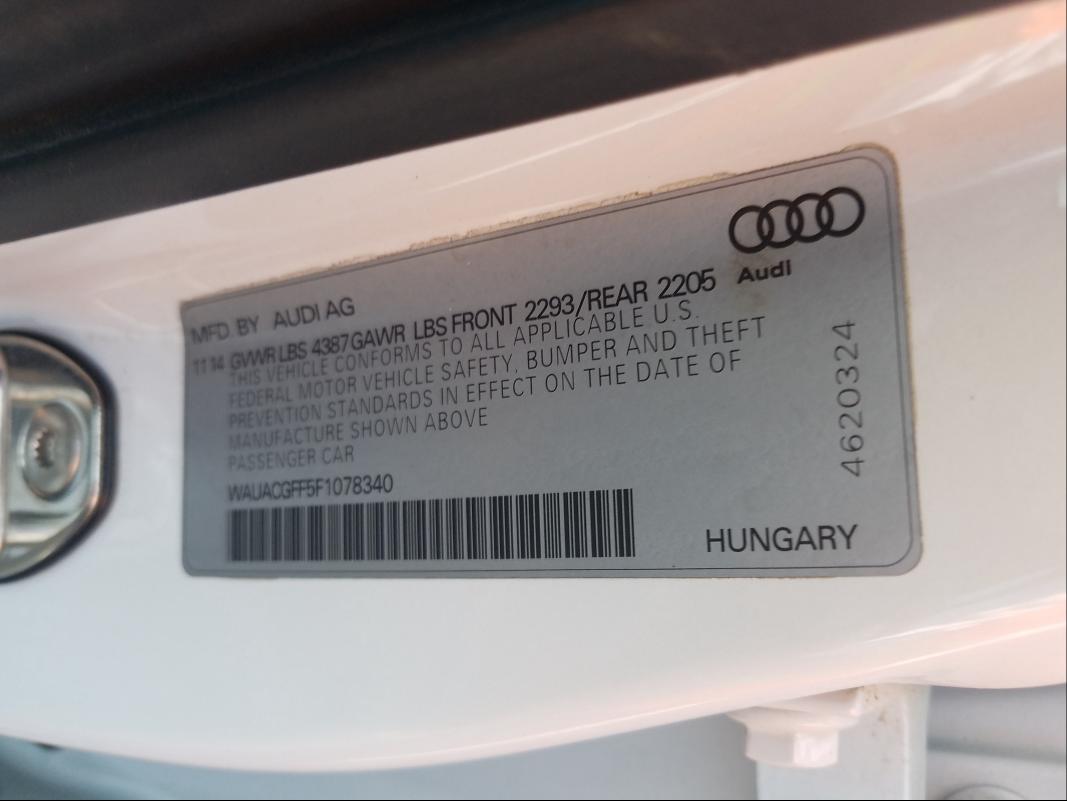 Audi
MFD. BY AUDI AG
11 14 GVWR LBS 4387 GAWR LBS FRONT 2293/REAR 2205
THIS VEHICLE CONFORMS TO ALL APPLICABLE U.S.
FEDERAL MOTOR VEHICLE SAFETY, BUMPER AND THEFT
PREVENTION STANDARDS IN EFFECT ON THE DATE OF
MANUFACTURE SHOWN ABOVE
PASSENGER CAR
WAUACGFF5F1078340
HUNGARY
4620324